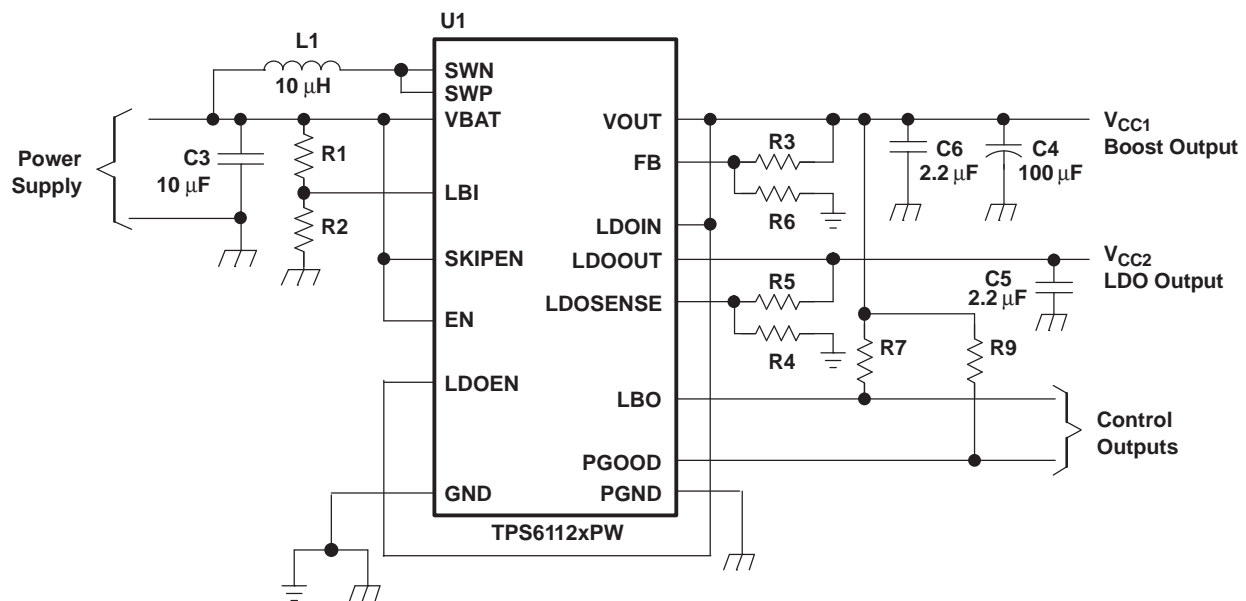 U1
L1
10 μH
SWN
SWP
VBAT
VOUT
V_CC1
Boost Output
Power
Supply
C3
10 μF
R1
R3
C6
2.2 μF
C4
100 μF
FB
LBI
R2
R6
LDOIN
SKIPEN
LDOOUT
V_CC2
LDO Output
R5
C5
2.2 μF
LDOSENSE
EN
R4
R7
R9
LDOEN
LBO
Control
Outputs
PGOOD
GND
PGND
TPS6112xPW